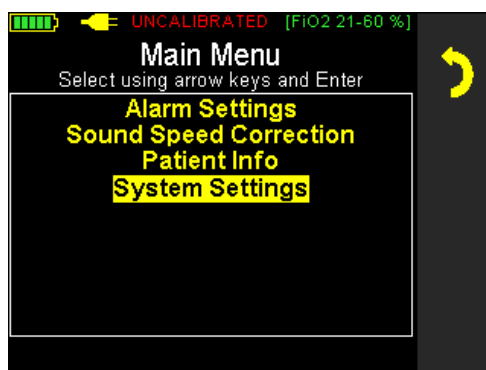 UNCALIBRATED [FiO2 21-60 %]
Main Menu
Select using arrow keys and Enter
Alarm Settings
Sound Speed Correction
Patient Info
System Settings